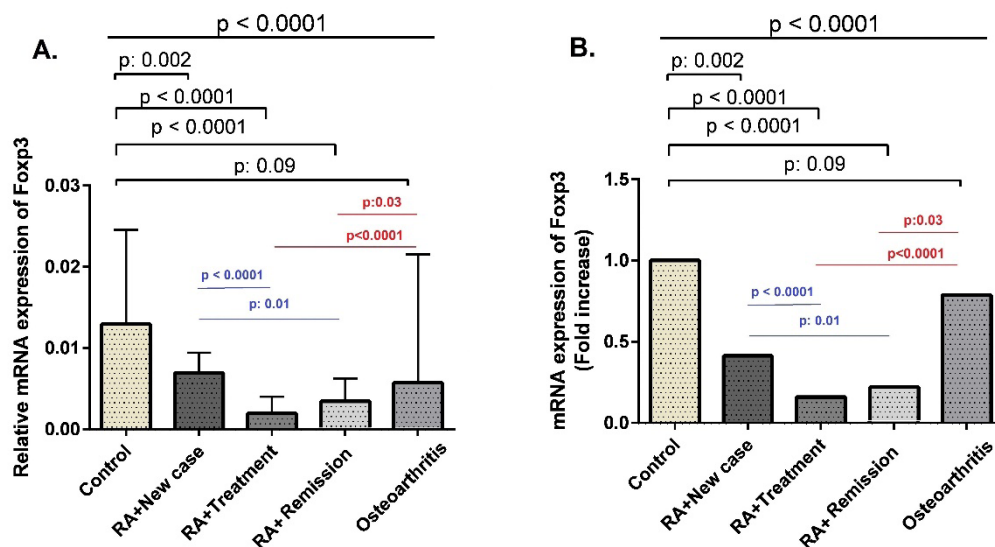 A.
p < 0.0001
p: 0.002
p < 0.0001
p < 0.0001
p: 0.09
Relative mRNA expression of Foxp3
0.03
0.02
0.01
0.00
p:0.03
p<0.0001
p < 0.0001
p: 0.01
Control
RA+New case
RA+Treatment
RA+ Remission
Osteoarthritis
B.
p < 0.0001
p: 0.002
p < 0.0001
p < 0.0001
p: 0.09
mRNA expression of Foxp3
(Fold increase)
1.5
1.0
0.5
0.0
p:0.03
p<0.0001
p < 0.0001
p: 0.01
Control
RA+New case
RA+Treatment
RA+ Remission
Osteoarthritis